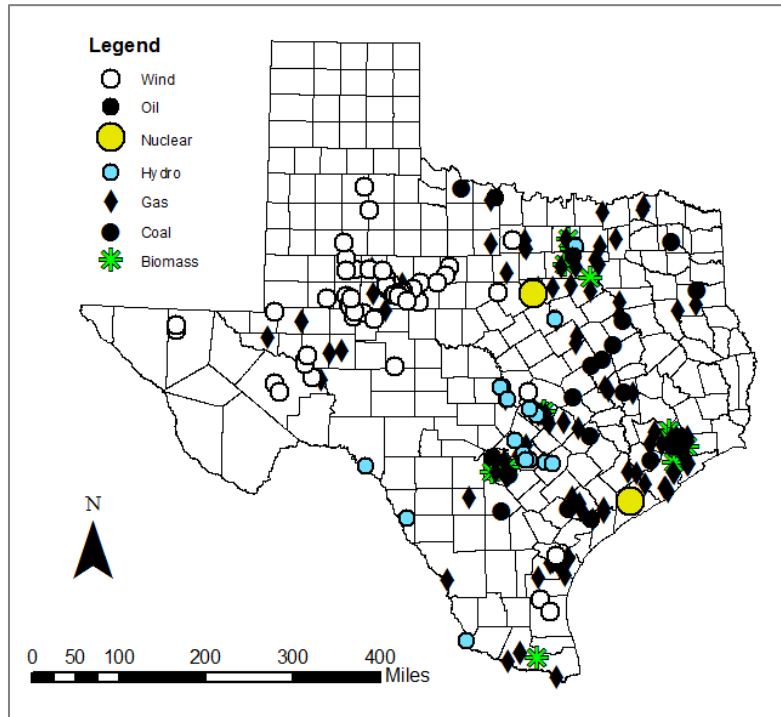 Legend
Wind
Oil
Nuclear
Hydro
Gas
Coal
Biomass
N
0 50 100 200 300 400
Miles